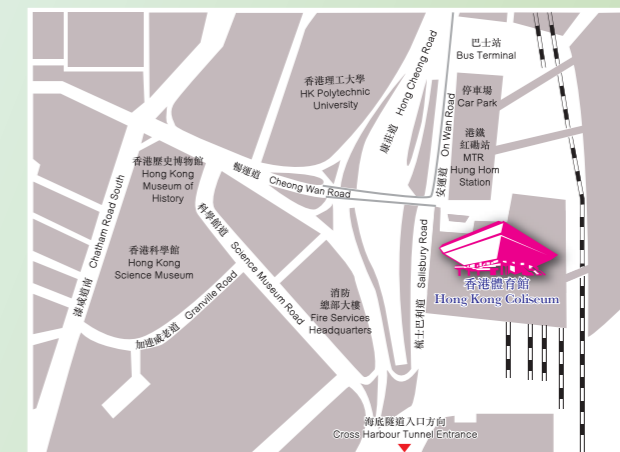 巴士站
Bus Terminal
康莊道 Hong Cheong Road
香港理工大學
HK Polytechnic
University
停車場
Car Park
安運道 On Wan Road
港鐵
紅磡站
MTR
Hung Hom
Station
香港歷史博物館
Hong Kong
Museum of
History
暢運道 Cheong Wan Road
漆咸道南 Chatham Road South
科學館道 Science Museum Road
香港科學館
Hong Kong
Science Museum
梳士巴利道 Salisbury Road
香港體育館
Hong Kong Coliseum
加連威老道 Granville Road
消防
總部大樓
Fire Services
Headquarters
海底隧道入口方向
Cross Harbour Tunnel Entrance